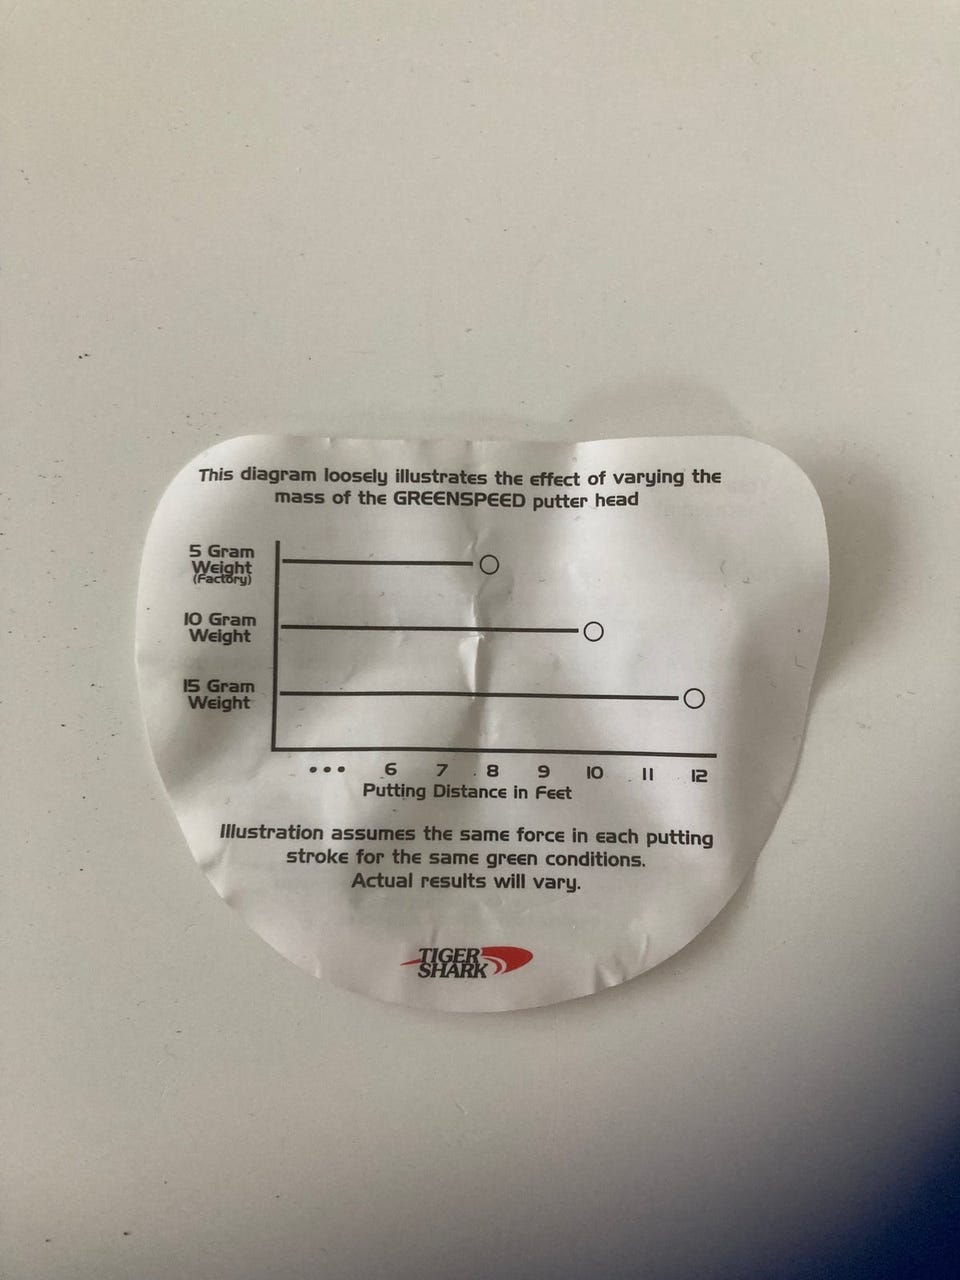 This diagram loosely illustrates the effect of varying the
mass of the GREENSPEED putter head
5 Gram
Weight
(Factory)
10 Gram
Weight
15 Gram
Weight
••• 6 7 8 9 10 11 12
Putting Distance in Feet
Illustration assumes the same force in each putting
stroke for the same green conditions.
Actual results will vary.
TIGER
SHARK